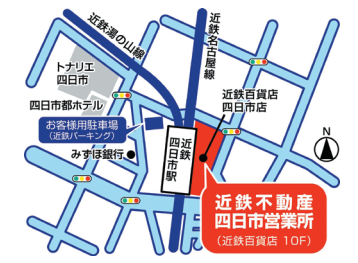 近鉄湯の山線
近鉄名古屋線
トナリエ
四日市
近鉄百貨店
四日市店
四日市都ホテル
お客様用駐車場
（近鉄パーキング）
みずほ銀行
近鉄
四日市駅
N
近鉄不動産
四日市営業所
（近鉄百貨店 10F）